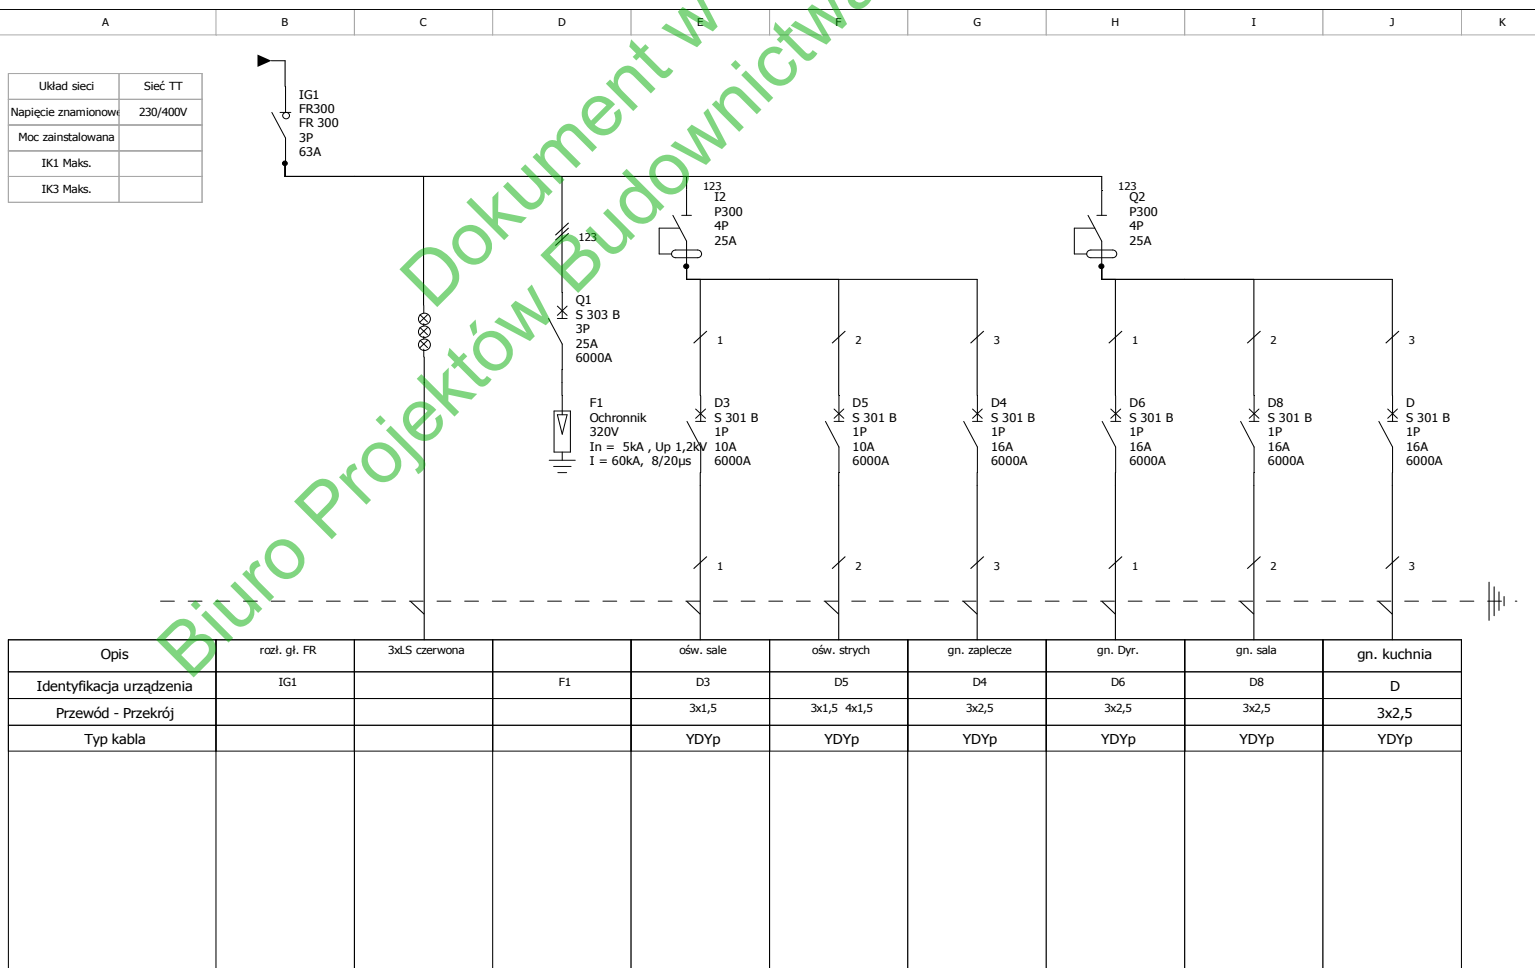 A B C D E F G H I J K
Układ sieci Sieć TT
Napięcie znamionowe 230/400V
Moc zainstalowana
IK1 Maks.
IK3 Maks.
IG1
FR300
FR 300
3P
63A
123
I2
P300
4P
25A
123
Q2
P300
4P
25A
123
Q1
S 303 B
3P
25A
6000A
F1
Ochronnik
320V
In = 5kA , Up 1,2kV
I = 60kA, 8/20µs
1 2 3 1 2 3
D3
S 301 B
1P
10A
6000A
D5
S 301 B
1P
10A
6000A
D4
S 301 B
1P
16A
6000A
D6
S 301 B
1P
16A
6000A
D8
S 301 B
1P
16A
6000A
D
S 301 B
1P
16A
6000A
1 2 3 1 2 3
Opis rozł. gł. FR 3xLS czerwona ośw. sale ośw. strych gn. zaplecze gn. Dyr. gn. sala gn. kuchnia
Identyfikacja urządzenia IG1 F1 D3 D5 D4 D6 D8 D
Przewód - Przekrój 3x1,5 3x1,5 4x1,5 3x2,5 3x2,5 3x2,5 3x2,5
Typ kabla YDYp YDYp YDYp YDYp YDYp YDYp
Dokument w
Biuro Projektów Budownictwa